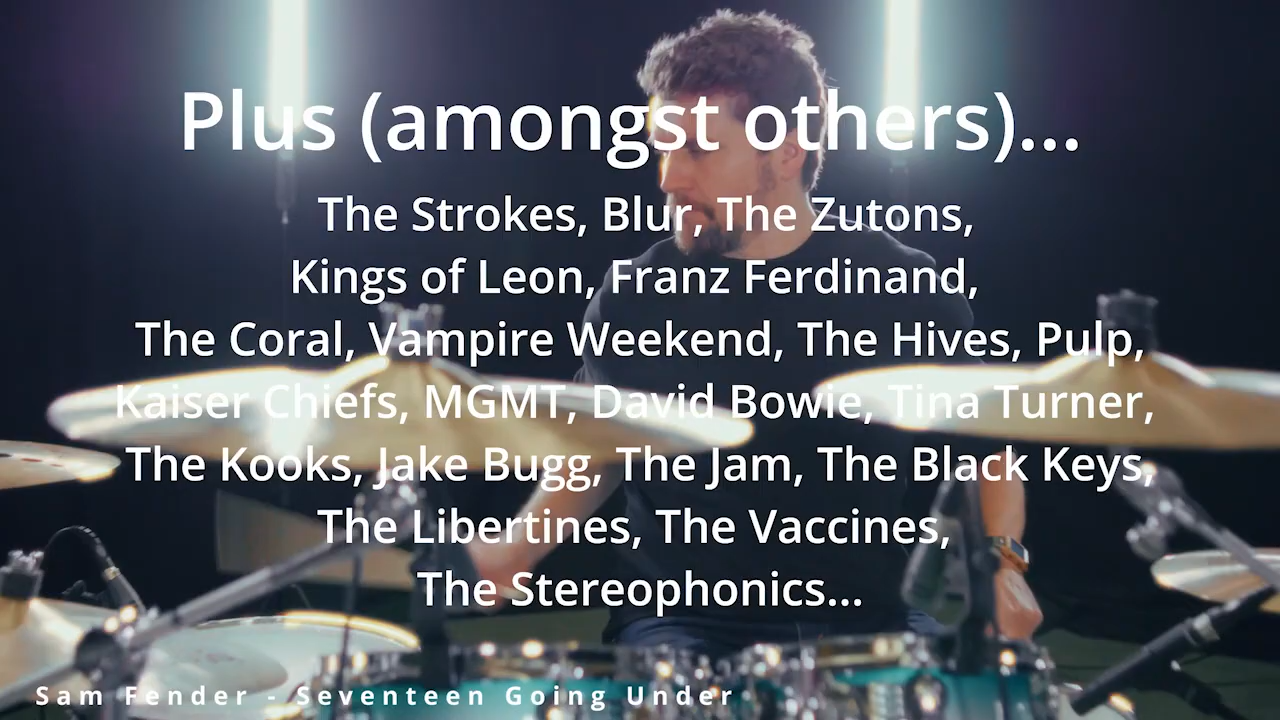 Plus (amongst others)...
The Strokes, Blur, The Zutons,
Kings of Leon, Franz Ferdinand,
The Coral, Vampire Weekend, The Hives, Pulp,
Kaiser Chiefs, MGMT, David Bowie, Tina Turner,
The Kooks, Jake Bugg, The Jam, The Black Keys,
The Libertines, The Vaccines,
The Stereophonics...
Sam Fender - Seventeen Going Under